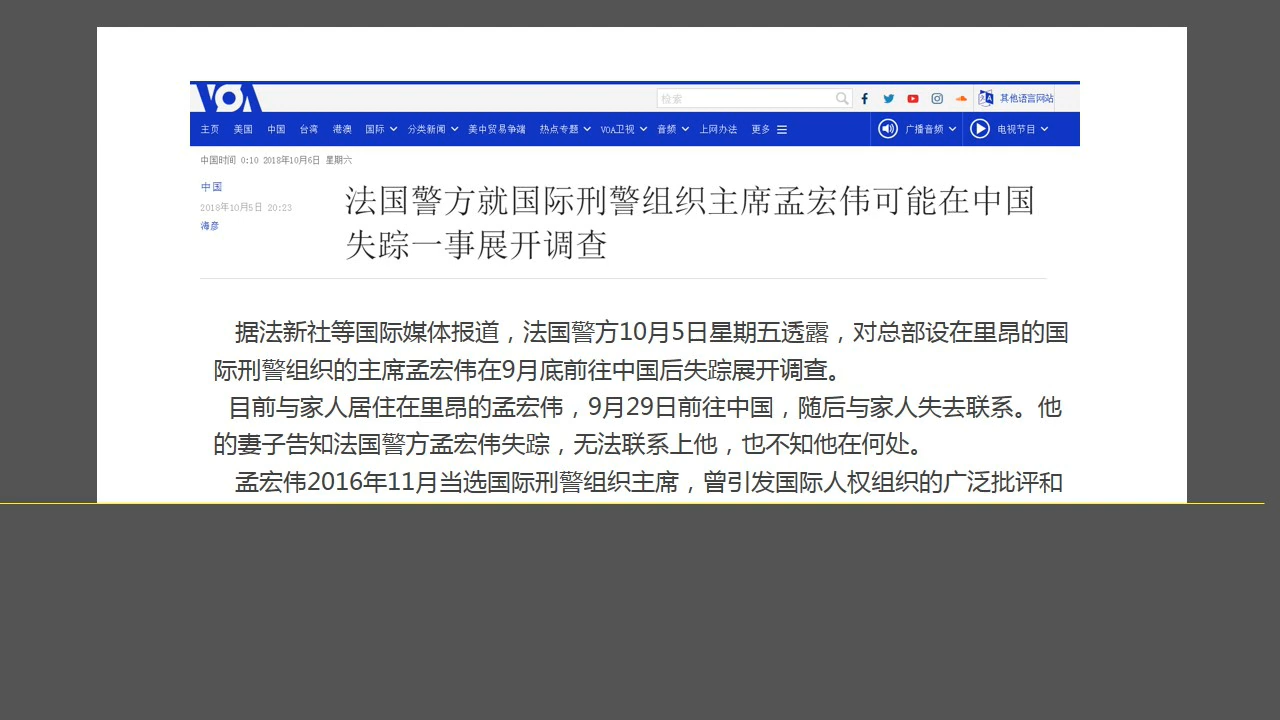 VOA
检索
其他语言网站
主页 美国 中国 台湾 港澳 国际 分类新闻 美中贸易争端 热点专题 VOA卫视 音频 上网办法 更多 广播音频 电视节目
中国时间 0:10 2018年10月6日 星期六
中国
2018年10月5日 20:23
海彦
法国警方就国际刑警组织主席孟宏伟可能在中国
失踪一事展开调查
据法新社等国际媒体报道，法国警方10月5日星期五透露，对总部设在里昂的国
际刑警组织的主席孟宏伟在9月底前往中国后失踪展开调查。
目前与家人居住在里昂的孟宏伟，9月29日前往中国，随后与家人失去联系。他
的妻子告知法国警方孟宏伟失踪，无法联系上他，也不知他在何处。
孟宏伟2016年11月当选国际刑警组织主席，曾引发国际人权组织的广泛批评和